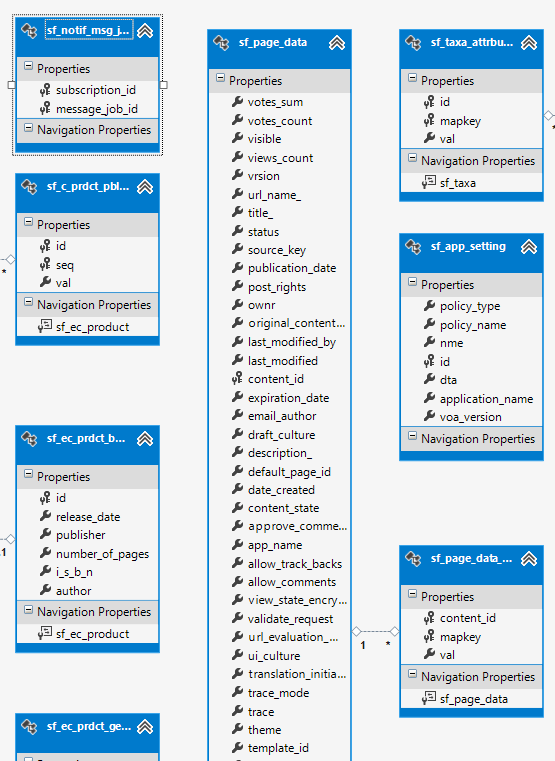 sf_notif_msg_j...
Properties
subscription_id
message_job_id
Navigation Properties
sf_c_prdct_pbl...
Properties
id
seq
val
Navigation Properties
sf_ec_product
*
sf_ec_prdct_b...
Properties
id
release_date
publisher
number_of_pages
i_s_b_n
author
Navigation Properties
sf_ec_product
.1
sf_ec_prdct_ge...
Properties
sf_page_data
Properties
votes_sum
votes_count
visible
views_count
vrsion
url_name_
title_
status
source_key
publication_date
post_rights
ownr
original_content...
last_modified_by
last_modified
content_id
expiration_date
email_author
draft_culture
description_
default_page_id
date_created
content_state
approve_comme...
app_name
allow_track_backs
allow_comments
view_state_encry...
validate_request
url_evaluation_...
ui_culture
translation_initia...
trace_mode
trace
theme
template_id
1
*
sf_taxa_attrbu...
Properties
id
mapkey
val
Navigation Properties
sf_taxa
*
sf_app_setting
Properties
policy_type
policy_name
nme
id
dta
application_name
voa_version
Navigation Properties
sf_page_data_...
Properties
content_id
mapkey
val
Navigation Properties
sf_page_data